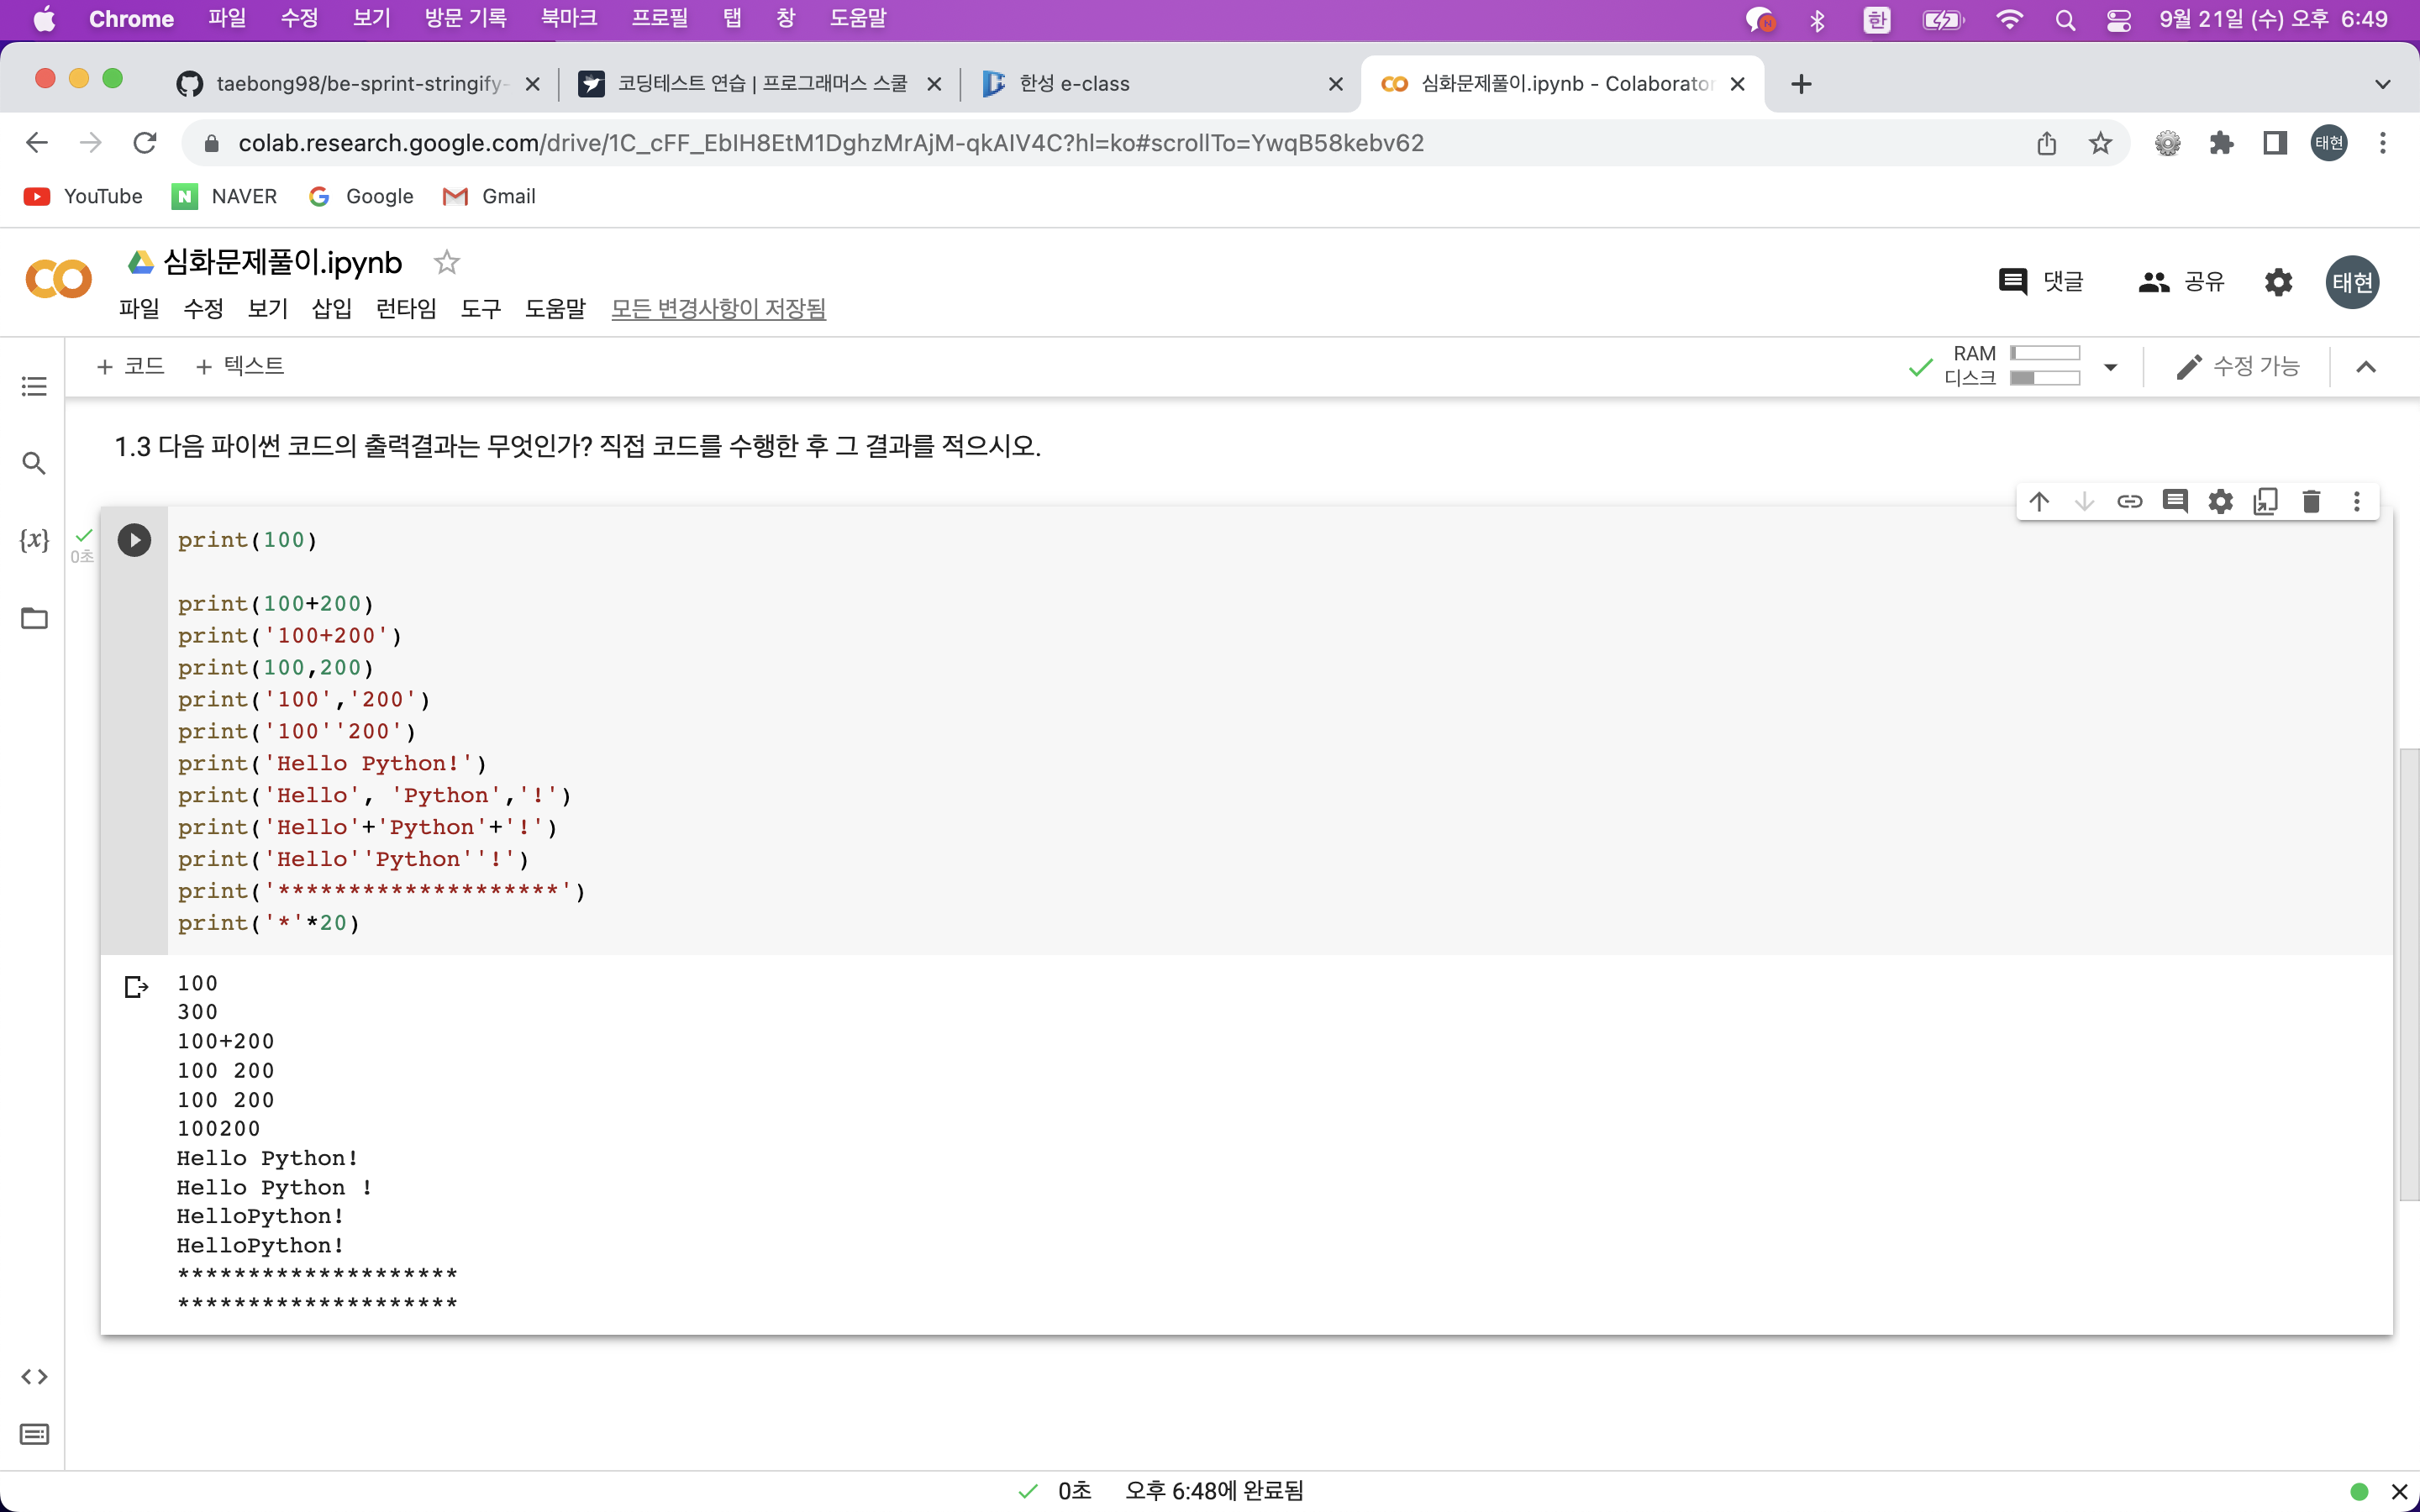 Chrome 파일 수정 보기 방문 기록 북마크 프로필 탭 창 도움말 한 9월 21일 (수) 오후 6:49
taebong98/be-sprint-stringify- 코딩테스트 연습 | 프로그래머스 스쿨 한성 e-class 심화문제풀이.ipynb - Colaborator
colab.research.google.com/drive/1C_cFF_EbIH8EtM1DghzMrAjM-qkAIV4C?hl=ko#scrollTo=YwqB58kebv62 태현
YouTube N NAVER Google Gmail
심화문제풀이.ipynb
댓글 공유 태현
파일 수정 보기 삽입 런타임 도구 도움말 모든 변경사항이 저장됨
+ 코드 + 텍스트 RAM 디스크 수정 가능
1.3 다음 파이썬 코드의 출력결과는 무엇인가? 직접 코드를 수행한 후 그 결과를 적으시오.
{x}
0초
print(100)
print(100+200)
print('100+200')
print(100,200)
print('100','200')
print('100''200')
print('Hello Python!')
print('Hello', 'Python','!')
print('Hello'+'Python'+'!')
print('Hello''Python''!')
print('********************')
print('*'*20)
100
300
100+200
100 200
100 200
100200
Hello Python!
Hello Python !
HelloPython!
HelloPython!
********************
********************
0초 오후 6:48에 완료됨